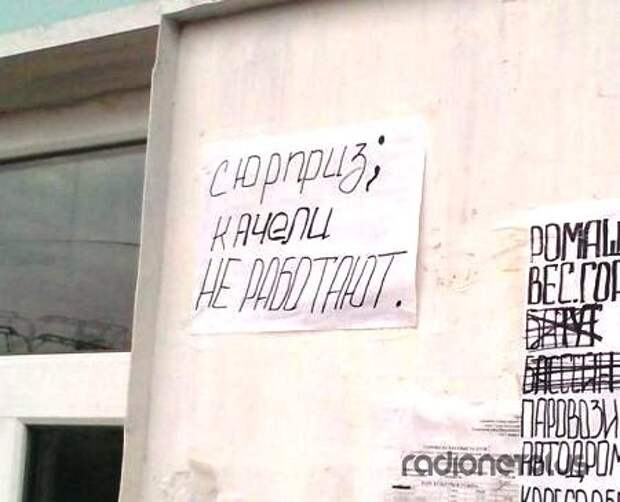 сюрприз;
качели
НЕ РАБОТАЮТ.
РОМАШ
ВЕС.ГОР
БАССЕЙН
ПАРОВОЗИ
АВТОДРОМ
radionet